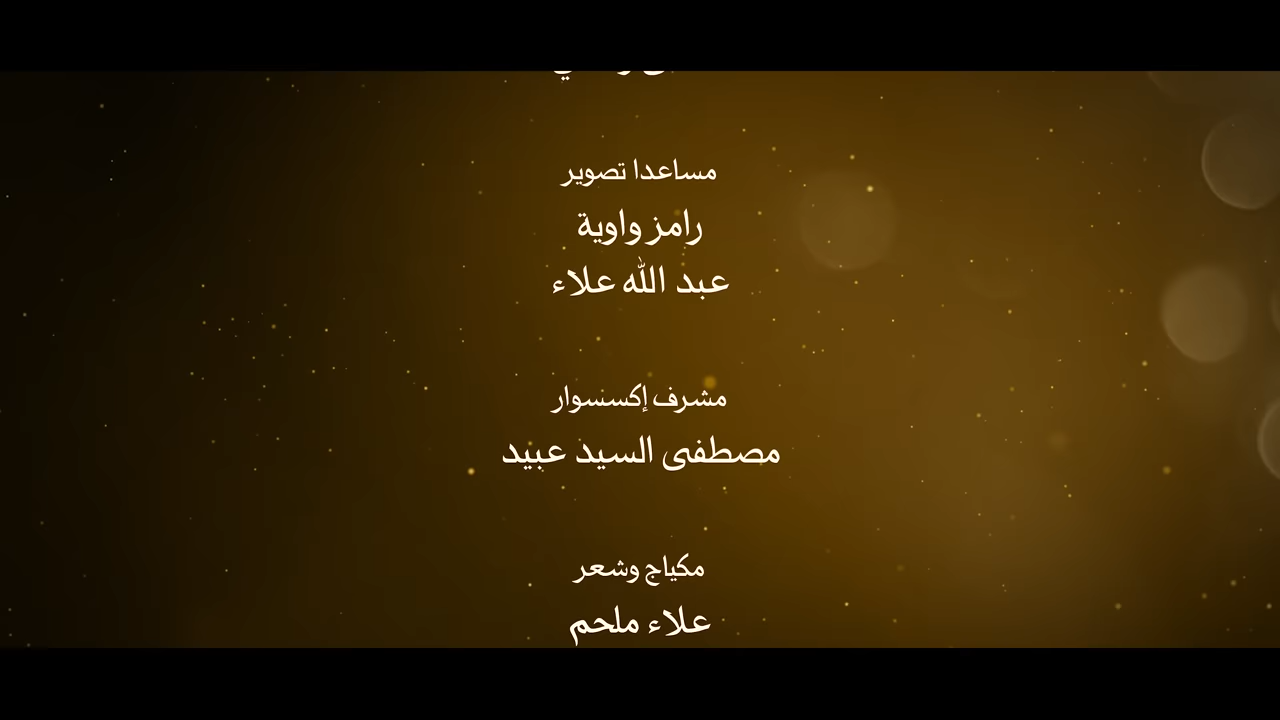 مساعدا تصوير
رامز واوية
عبد الله علاء
مشرف إكسسوار
مصطفى السيد عبيد
مكياج وشعر
علاء ملحم